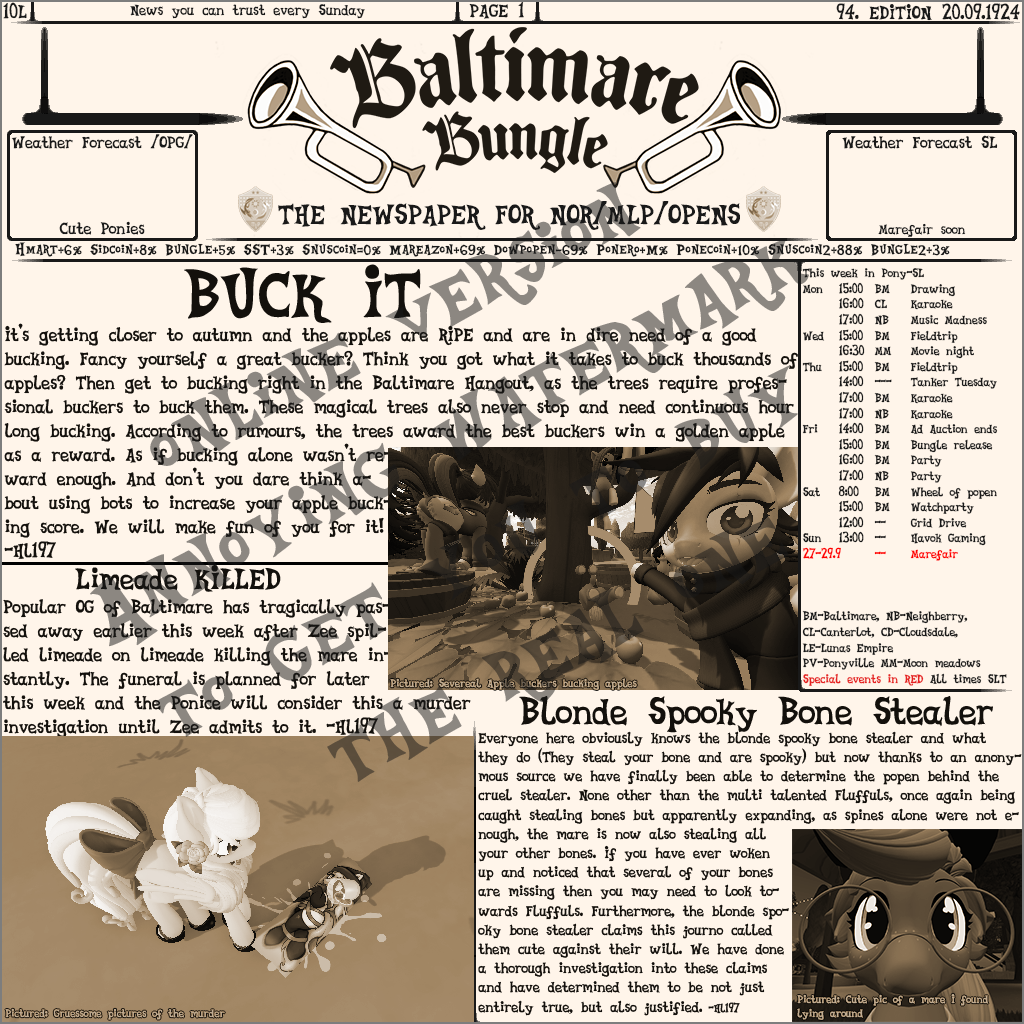 10L
News you can trust every Sunday
PAGE 1
94. EDITION 20.09.1924
Baltimare
Bungle
THE NEWSPAPER FOR NOR/MLP/OPENS
Weather Forecast /OPG/
Cute Ponies
Weather Forecast SL
Marefair soon
HMART+6% SIDCOIN+8% BUNGLE+5% SST+3% SNUSCOIN=0% MAREAZON+69% DOWPOPEN-69% PONERO+M% PONECOIN+10% SNUSCOIN2+88% BUNGLE2+3%
BUCK IT
It's getting closer to autumn and the apples are RIPE and are in dire need of a good
bucking. Fancy yourself a great bucker? Think you got what it takes to buck thousands of
apples? Then get to bucking right in the Baltimare Hangout, as the trees require profes-
sional buckers to buck them. These magical trees also never stop and need continuous hour
long bucking. According to rumours, the trees award the best buckers win a golden apple
as a reward. As if bucking alone wasn't re-
ward enough. And don't you dare think a-
bout using bots to increase your apple buck-
ing score. We will make fun of you for it!
-HL197
Pictured: Severeal Apple buckers bucking apples
Limeade KILLED
Popular OG of Baltimare has tragically pas-
sed away earlier this week after Zee spil-
led limeade on limeade killing the mare in-
stantly. The funeral is planned for later
this week and the Ponice will consider this a murder
investigation until Zee admits to it. -HL197
Pictured: Gruessome pictures of the murder
This week in Pony-SL
Mon 15:00 BM Drawing
16:00 CL Karaoke
17:00 NB Music Madness
Wed 15:00 BM Fieldtrip
16:30 MM Movie night
Thu 15:00 BM Fieldtrip
14:00 --- Tanker Tuesday
17:00 BM Karaoke
17:00 NB Karaoke
Fri 14:00 BM Ad Auction ends
15:00 BM Bungle release
16:00 BM Party
17:00 NB Party
Sat 8:00 BM Wheel of popen
15:00 BM Watchparty
12:00 -- Grid Drive
Sun 13:00 -- Havok Gaming
27-29.9 -- Marefair
BM-Baltimare, NB-Neighberry,
CL-Canterlot, CD-Cloudsdale,
LE-Lunas Empire
PV-Ponyville MM-Moon meadows
Special events in RED All times SLT
Blonde Spooky Bone Stealer
Everyone here obviously knows the blonde spooky bone stealer and what
they do (They steal your bone and are spooky) but now thanks to an anony-
mous source we have finally been able to determine the popen behind the
cruel stealer. None other than the multi talented Fluffuls, once again being
caught stealing bones but apparently expanding, as spines alone were not e-
nough, the mare is now also stealing all
your other bones. If you have ever woken
up and noticed that several of your bones
are missing then you may need to look to-
wards Fluffuls. Furthermore, the blonde spo-
oky bone stealer claims this journo called
them cute against their will. We have done
a thorough investigation into these claims
and have determined them to be not just
entirely true, but also justified. -HL197
Pictured: Cute pic of a mare I found
lying around
ONLINE VERSION
ANNOYING WATERMARK
TO GET YOU TO BUY
THE REAL ONE